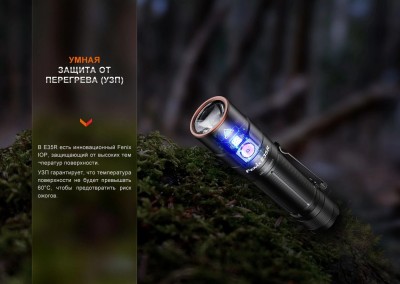 УМНАЯ
ЗАЩИТА ОТ
ПЕРЕГРЕВА (УЗП)
В E35R есть инновационный Fenix
IOP, защищающий от высоких тем
ператур поверхности.
УЗП гарантирует, что температура
поверхности не будет превышать
60°C, чтобы предотвратить риск
ожогов.
Fenix